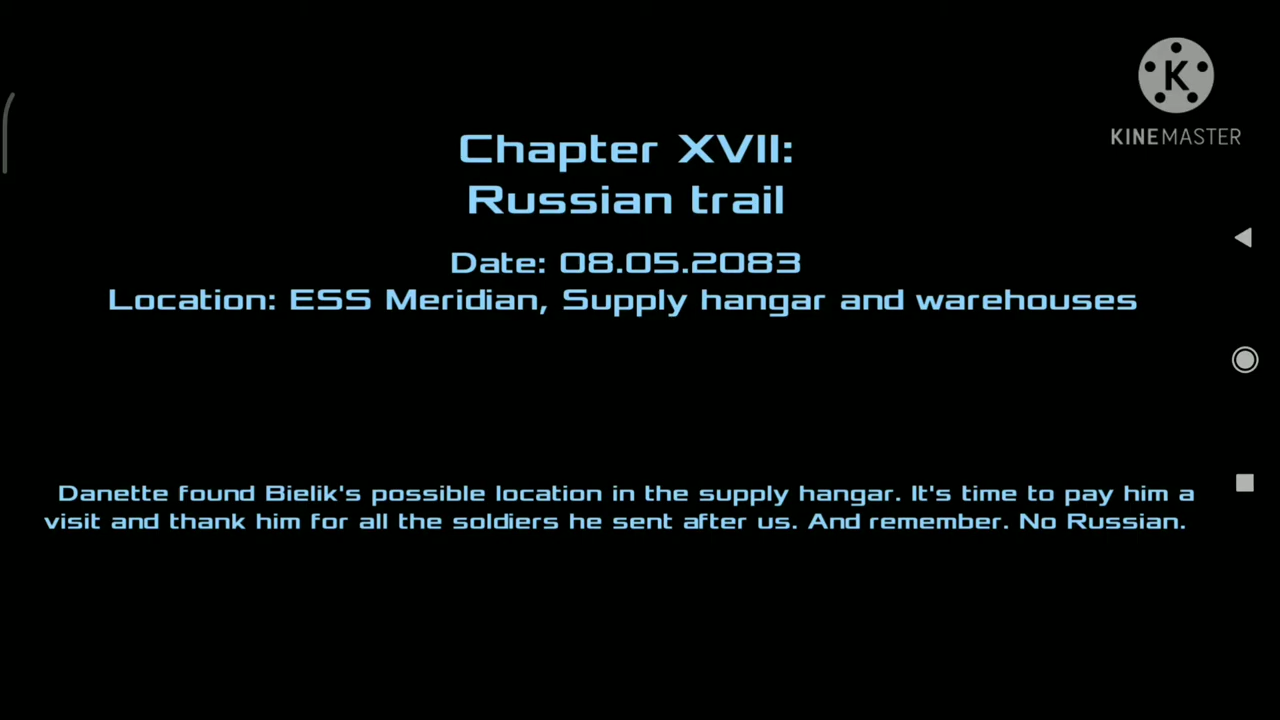 K
KINEMASTER
Chapter XVII:
Russian trail
Date: 08.05.2083
Location: ESS Meridian, Supply hangar and warehouses
Danette found Bielik's possible location in the supply hangar. It's time to pay him a
visit and thank him for all the soldiers he sent after us. And remember. No Russian.